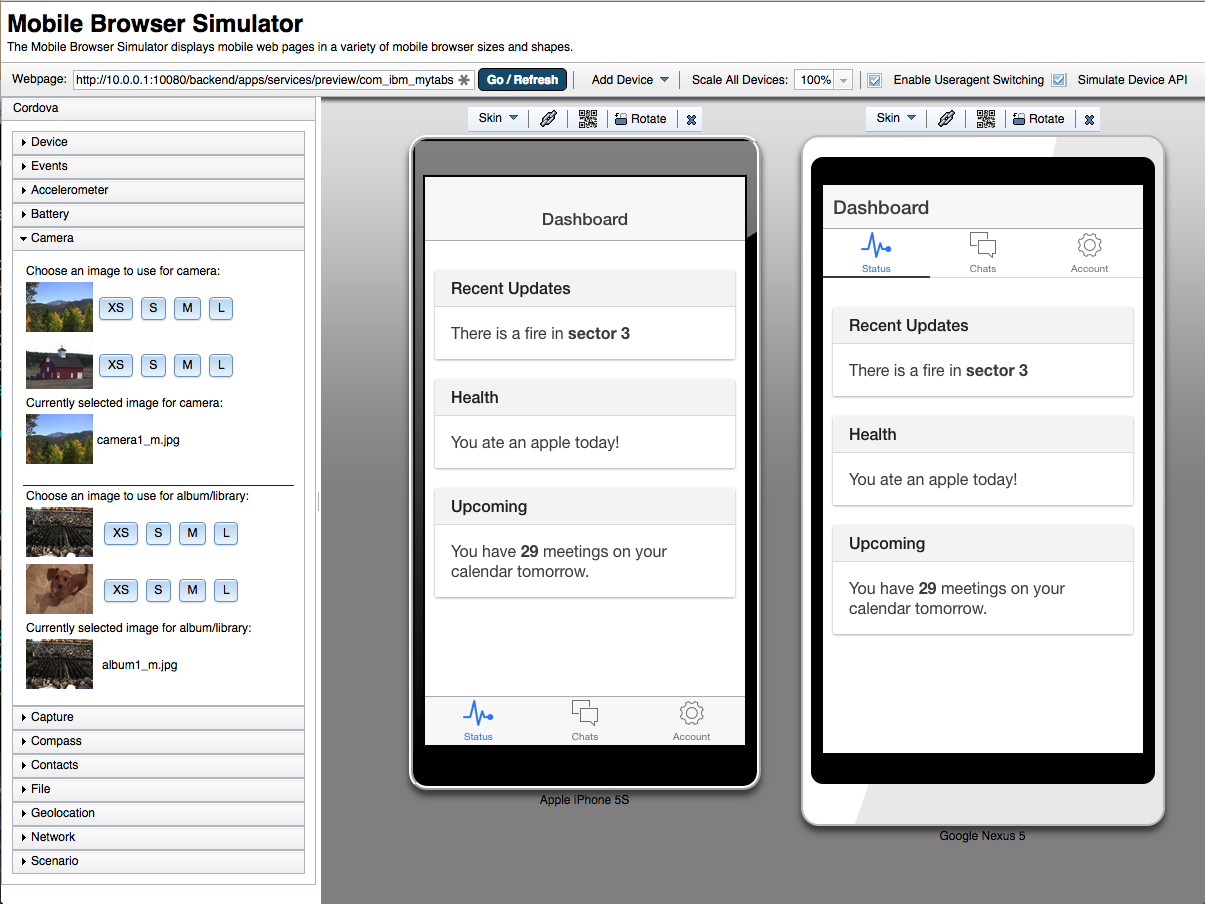 Mobile Browser Simulator
The Mobile Browser Simulator displays mobile web pages in a variety of mobile browser sizes and shapes.
Webpage: http://10.0.0.1:10080/backend/apps/services/preview/com_ibm_mytabs Go / Refresh Add Device Scale All Devices: 100% Enable Useragent Switching Simulate Device API
Cordova
Device
Events
Accelerometer
Battery
Camera
Choose an image to use for camera:
XS S M L
XS S M L
Currently selected image for camera:
camera1_m.jpg
Choose an image to use for album/library:
XS S M L
XS S M L
Currently selected image for album/library:
album1_m.jpg
Capture
Compass
Contacts
File
Geolocation
Network
Scenario
Skin Rotate
Dashboard
Recent Updates
There is a fire in sector 3
Health
You ate an apple today!
Upcoming
You have 29 meetings on your
calendar tomorrow.
Status Chats Account
Apple iPhone 5S
Skin Rotate
Dashboard
Status Chats Account
Recent Updates
There is a fire in sector 3
Health
You ate an apple today!
Upcoming
You have 29 meetings on your
calendar tomorrow.
Google Nexus 5